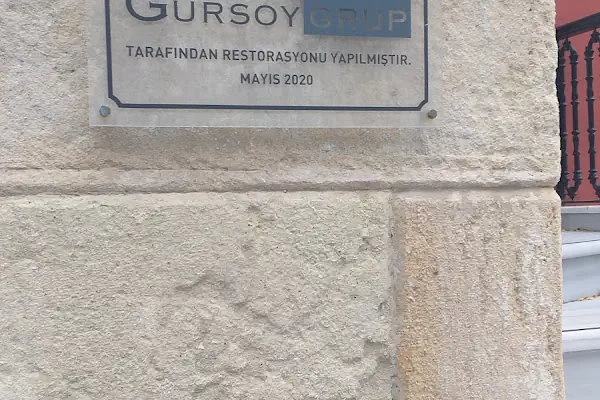 GURSOY GRUP
TARAFINDAN RESTORASYONU YAPILMIŞTIR.
MAYIS 2020